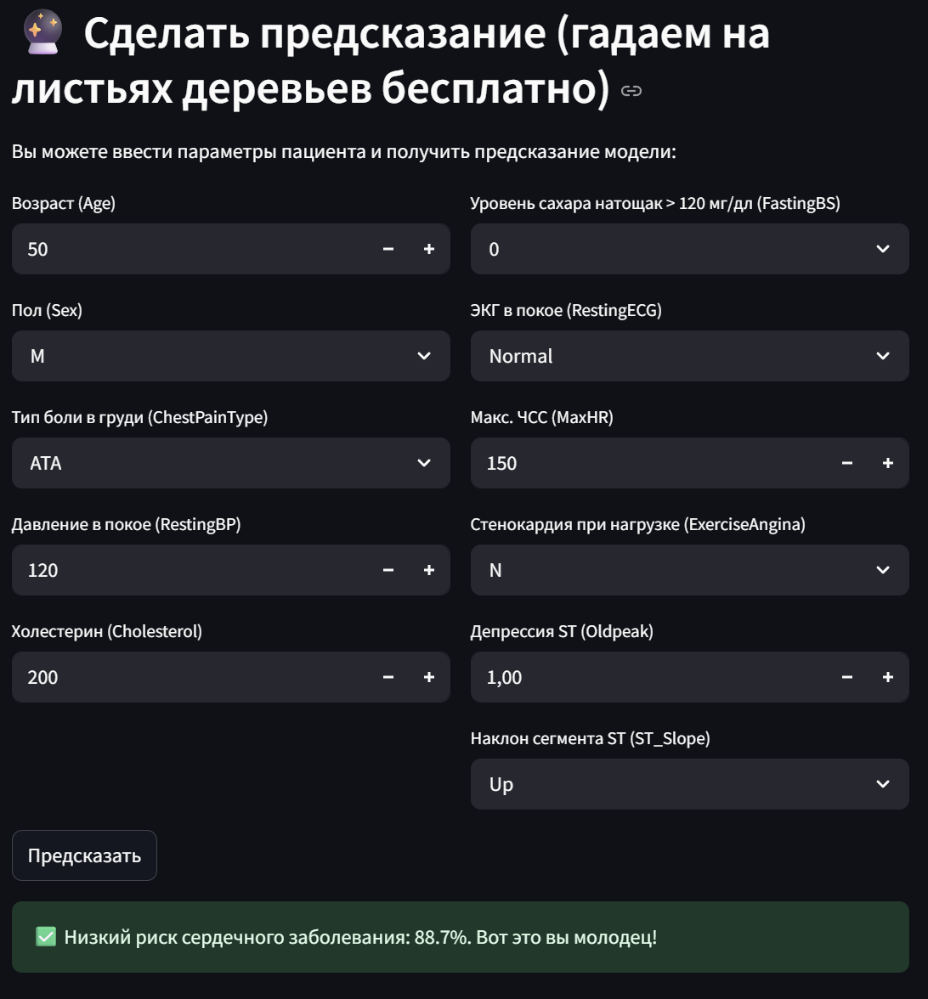 🔮 Сделать предсказание (гадаем на
листьях деревьев бесплатно)
Вы можете ввести параметры пациента и получить предсказание модели:
Возраст (Age)
50
Пол (Sex)
M
Тип боли в груди (ChestPainType)
ATA
Давление в покое (RestingBP)
120
Холестерин (Cholesterol)
200
Уровень сахара натощак > 120 мг/дл (FastingBS)
0
ЭКГ в покое (RestingECG)
Normal
Макс. ЧСС (MaxHR)
150
Стенокардия при нагрузке (ExerciseAngina)
N
Депрессия ST (Oldpeak)
1,00
Наклон сегмента ST (ST_Slope)
Up
Предсказать
✅ Низкий риск сердечного заболевания: 88.7%. Вот это вы молодец!